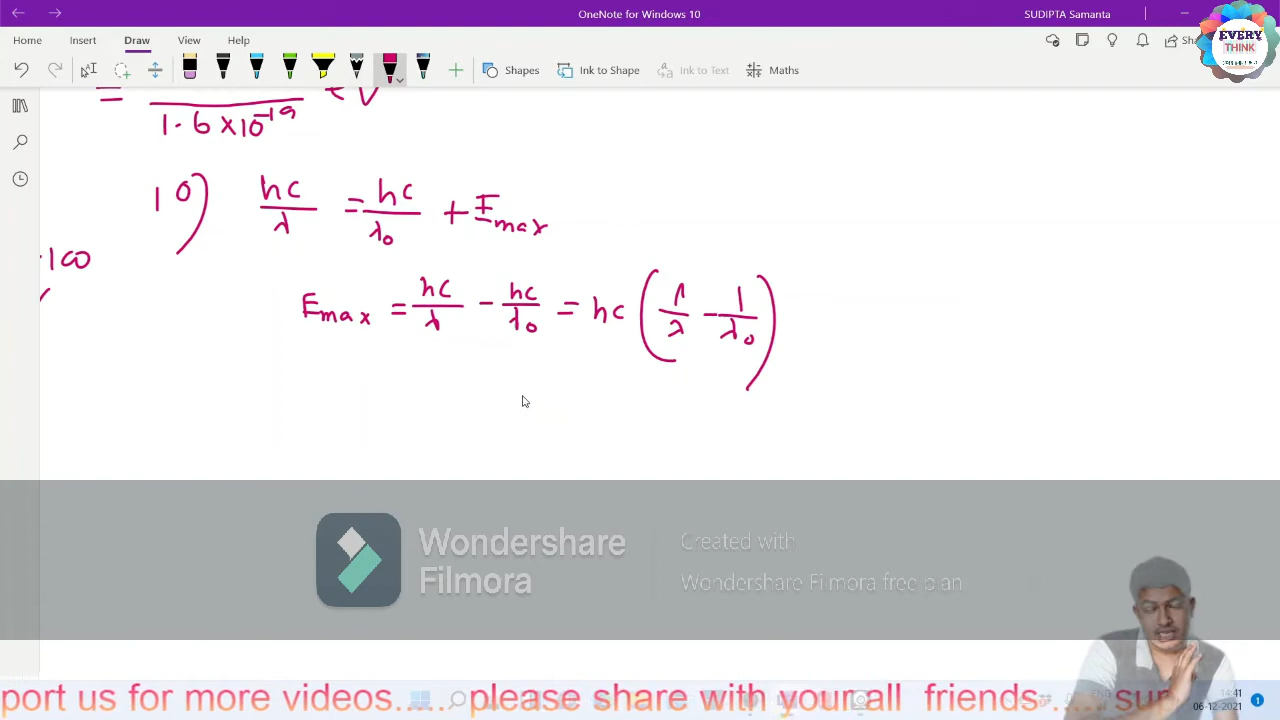 OneNote for Windows 10
SUDIPTA Samanta
Home Insert Draw View Help
EVERY
THINK
Shapes Ink to Shape Ink to Text Maths
=
1.6×10⁻¹⁹
eV
10) hc/λ = hc/λ₀ + Emax
-100
Emax = hc/λ - hc/λ₀ = hc (1/λ - 1/λ₀)
Wondershare
Filmora
Created with
Wondershare Filmora free plan
port us for more videos..... please share with your all friends..... sup
14:41
06-12-2021